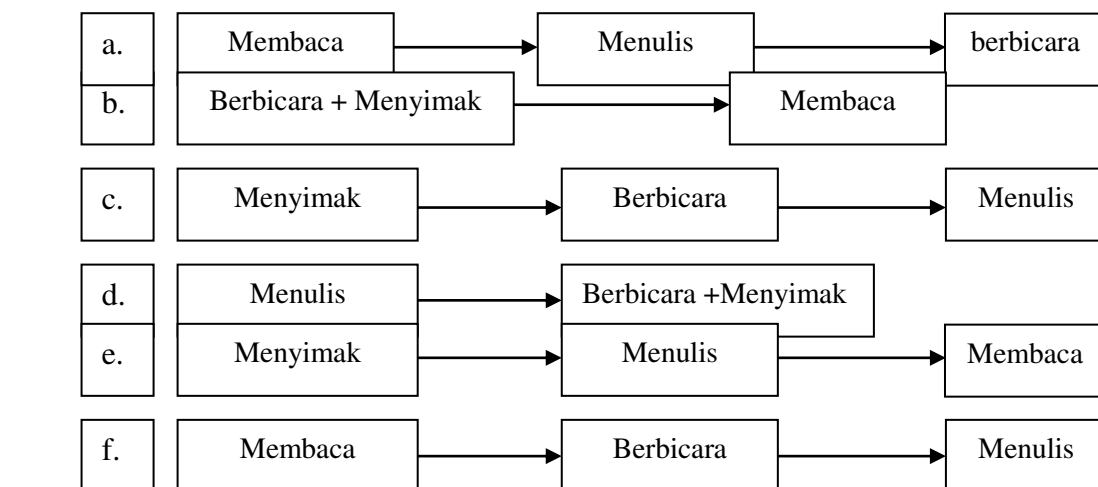 a. Membaca Menulis berbicara
b. Berbicara + Menyimak Membaca
c. Menyimak Berbicara Menulis
d. Menulis Berbicara +Menyimak
e. Menyimak Menulis Membaca
f. Membaca Berbicara Menulis